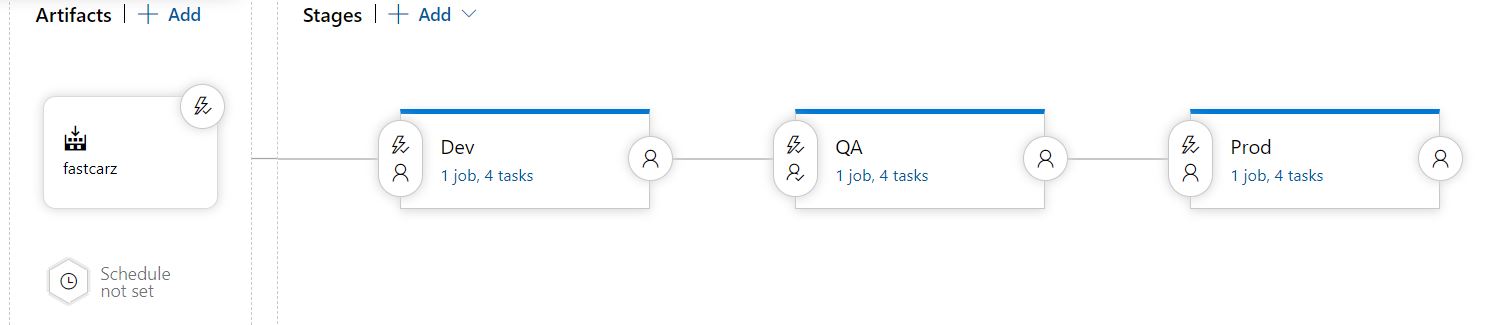 Artifacts | + Add
Stages | + Add
fastcarz
Schedule
not set
Dev
1 job, 4 tasks
QA
1 job, 4 tasks
Prod
1 job, 4 tasks